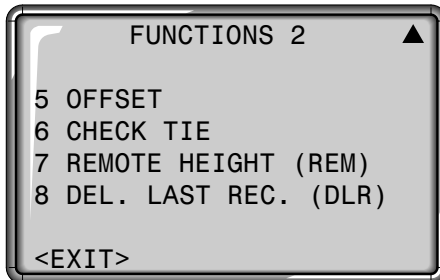 FUNCTIONS 2 ▲
5 OFFSET
6 CHECK TIE
7 REMOTE HEIGHT (REM)
8 DEL. LAST REC. (DLR)
<EXIT>